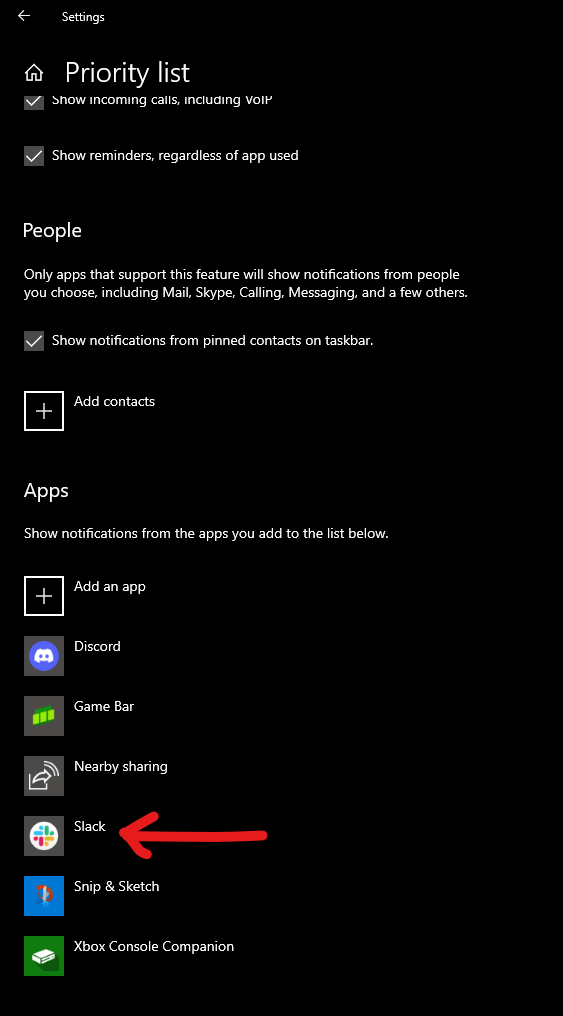 Settings
Priority list
Show incoming calls, including VoIP
Show reminders, regardless of app used
People
Only apps that support this feature will show notifications from people
you choose, including Mail, Skype, Calling, Messaging, and a few others.
Show notifications from pinned contacts on taskbar.
Add contacts
Apps
Show notifications from the apps you add to the list below.
Add an app
Discord
Game Bar
Nearby sharing
Slack
Snip & Sketch
Xbox Console Companion